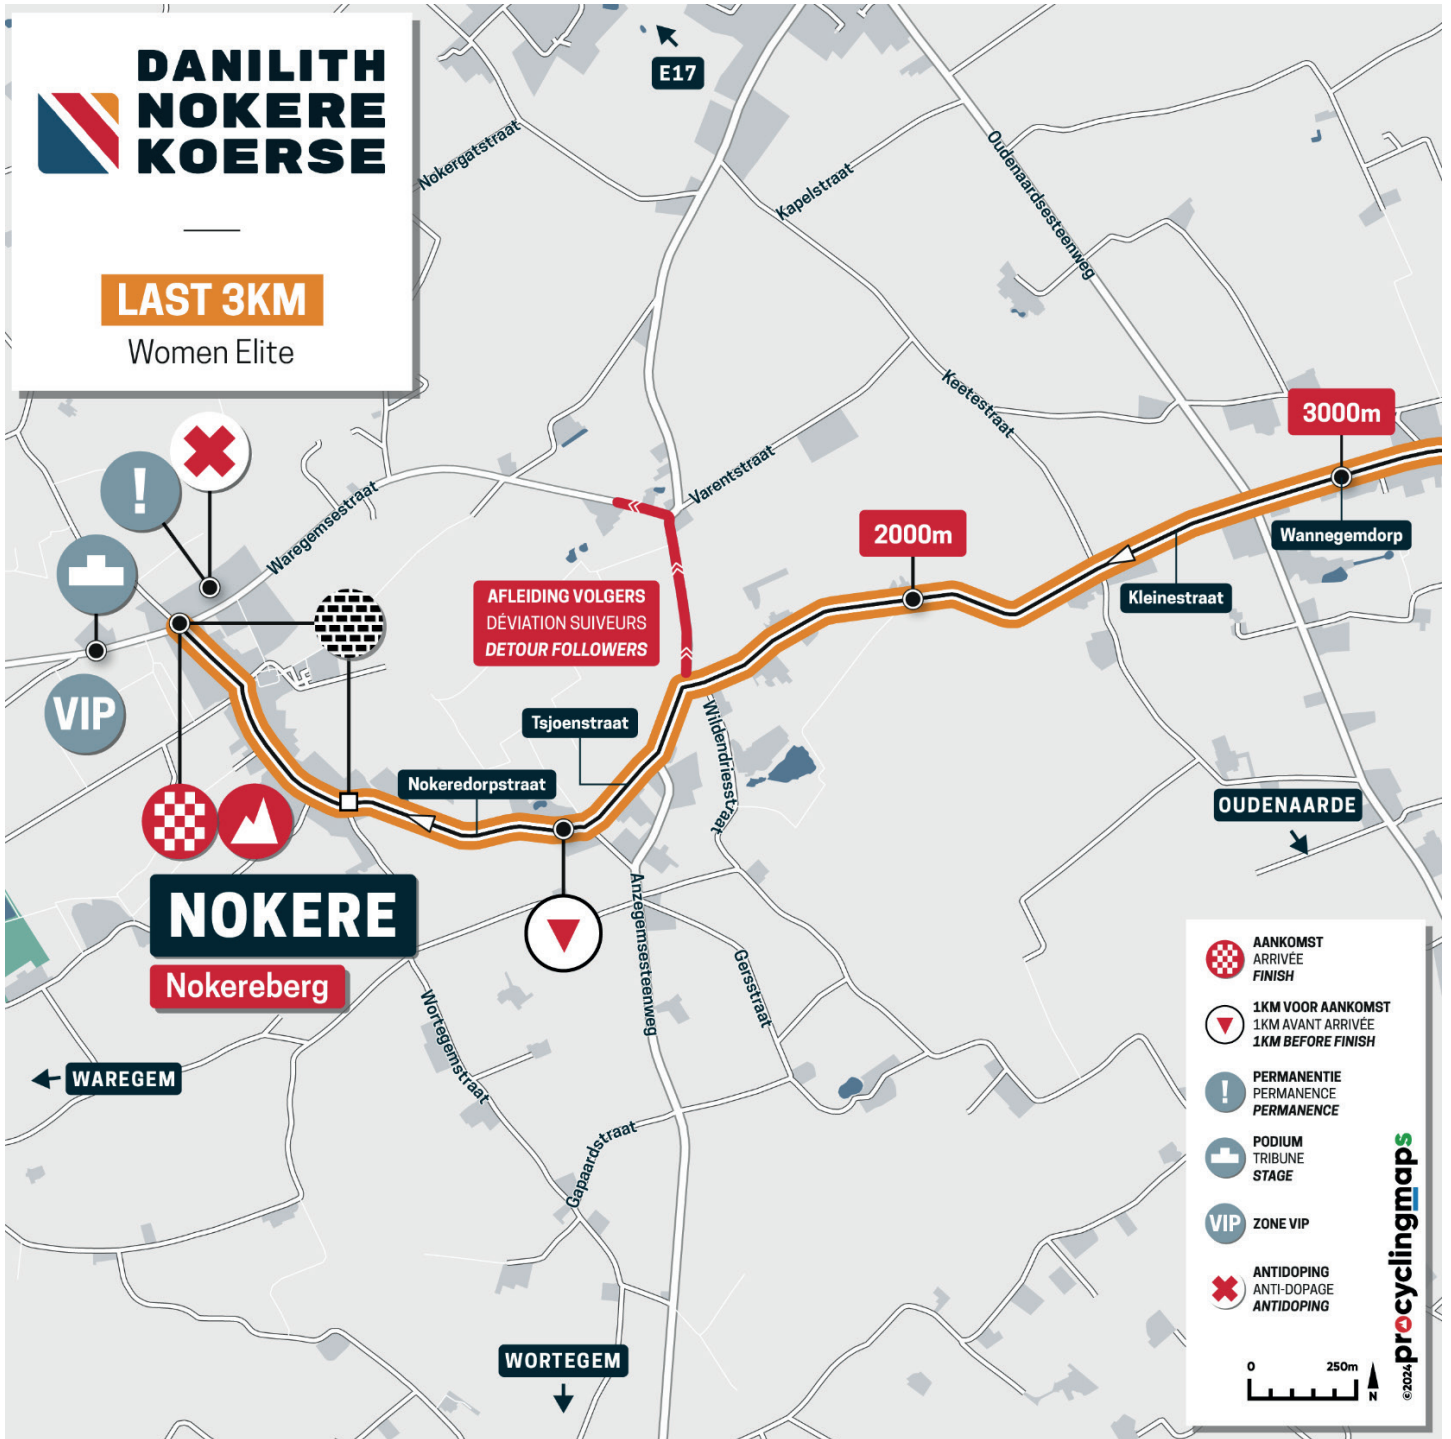 DANILITH
NOKERE
KOERSE
LAST 3KM
Women Elite
E17
Nokergatstraat
Kapelstraat
Oudenaardsesteenweg
Keetestraat
Varentstraat
Waregemsestraat
3000m
Wannegemdorp
2000m
Kleinestraat
AFLEIDING VOLGERS
DÉVIATION SUIVEURS
DETOUR FOLLOWERS
!
VIP
Tsjoenstraat
Wildendriesstraat
Nokeredorpstraat
OUDENAARDE
NOKERE
Nokereberg
Anzegemsesteenweg
Gersstraat
Wortegemstraat
WAREGEM
Gapaardstraat
WORTEGEM
AANKOMST
ARRIVÉE
FINISH
1KM VOOR AANKOMST
1KM AVANT ARRIVÉE
1KM BEFORE FINISH
!
PERMANENTIE
PERMANENCE
PERMANENCE
PODIUM
TRIBUNE
STAGE
VIP ZONE VIP
ANTIDOPING
ANTI-DOPAGE
ANTIDOPING
0 250m
N
©2024 procyclingmaps